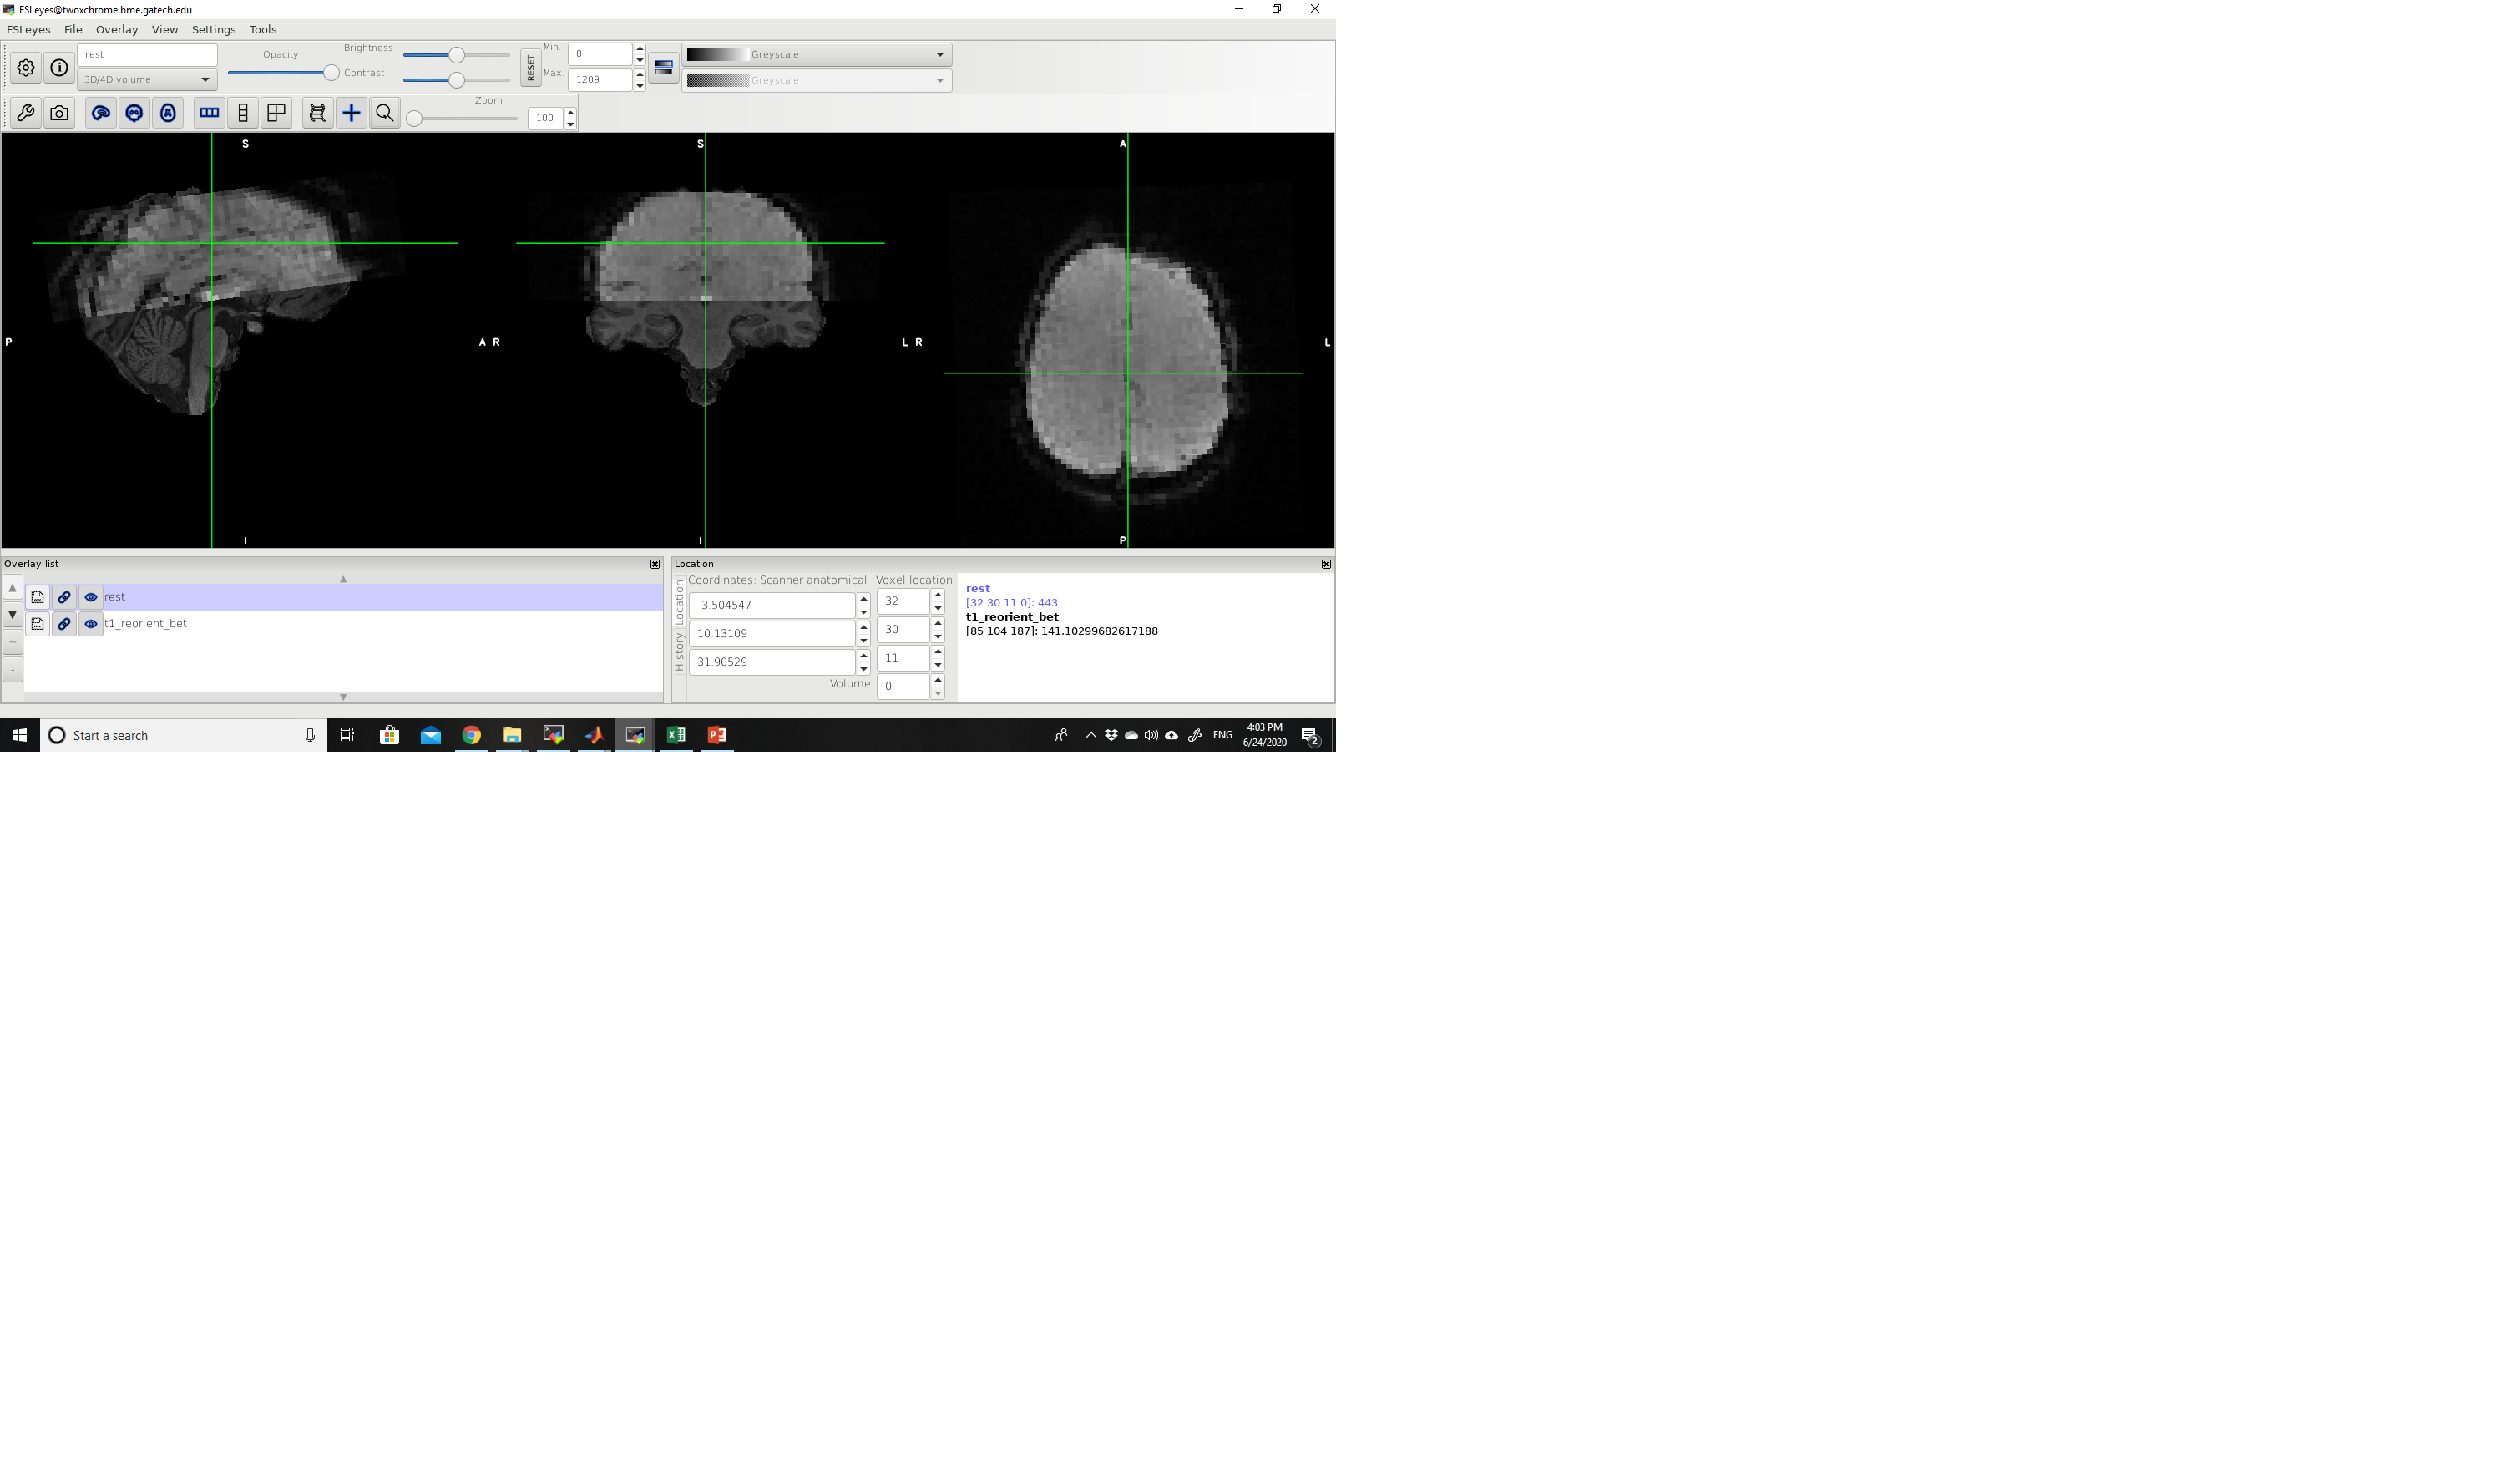 FSLeyes@twoxchrome.bme.gatech.edu
FSLeyes File Overlay View Settings Tools
rest
3D/4D volume
Opacity
Brightness
Contrast
RESET
Min. 0
Max. 1209
Greyscale
Greyscale
Zoom
100
S S A
P A R L R L
I I P
Overlay list
rest
t1_reorient_bet
Location
Location
History
Coordinates: Scanner anatomical Voxel location
-3.504547 32
10.13109 30
31.90529 11
Volume 0
rest
[32 30 11 0]: 443
t1_reorient_bet
[85 104 187]: 141.10299682617188
Start a search
ENG
4:03 PM
6/24/2020
2